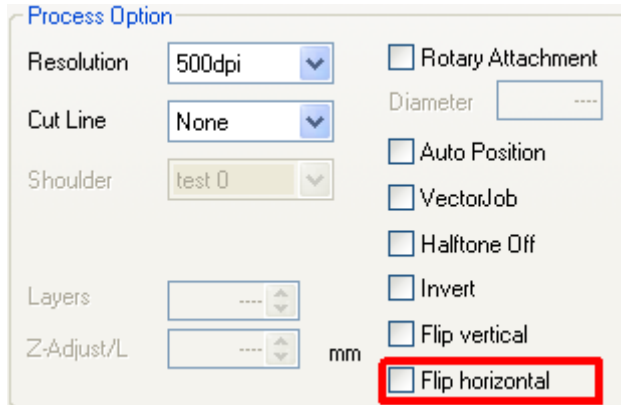 Process Option
Resolution 500dpi
Rotary Attachment
Diameter ----
Cut Line None
Auto Position
Shoulder test 0
VectorJob
Halftone Off
Layers ----
Invert
Flip vertical
Z-Adjust/L ---- mm
Flip horizontal